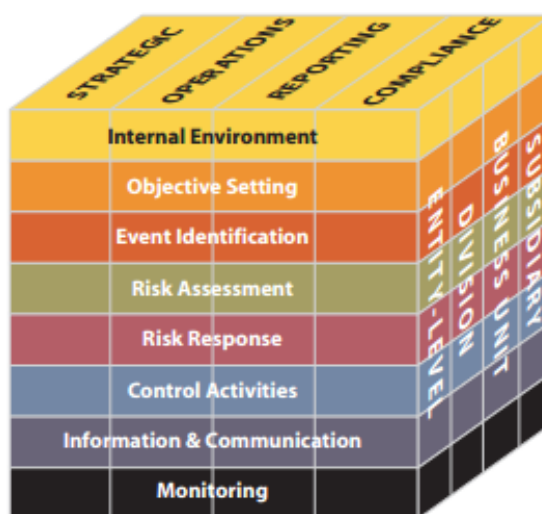 STRATEGIC
OPERATIONS
REPORTING
COMPLIANCE
Internal Environment
Objective Setting
Event Identification
Risk Assessment
Risk Response
Control Activities
Information & Communication
Monitoring
ENTITY-LEVEL
DIVISION
BUSINESS UNIT
SUBSIDIARY